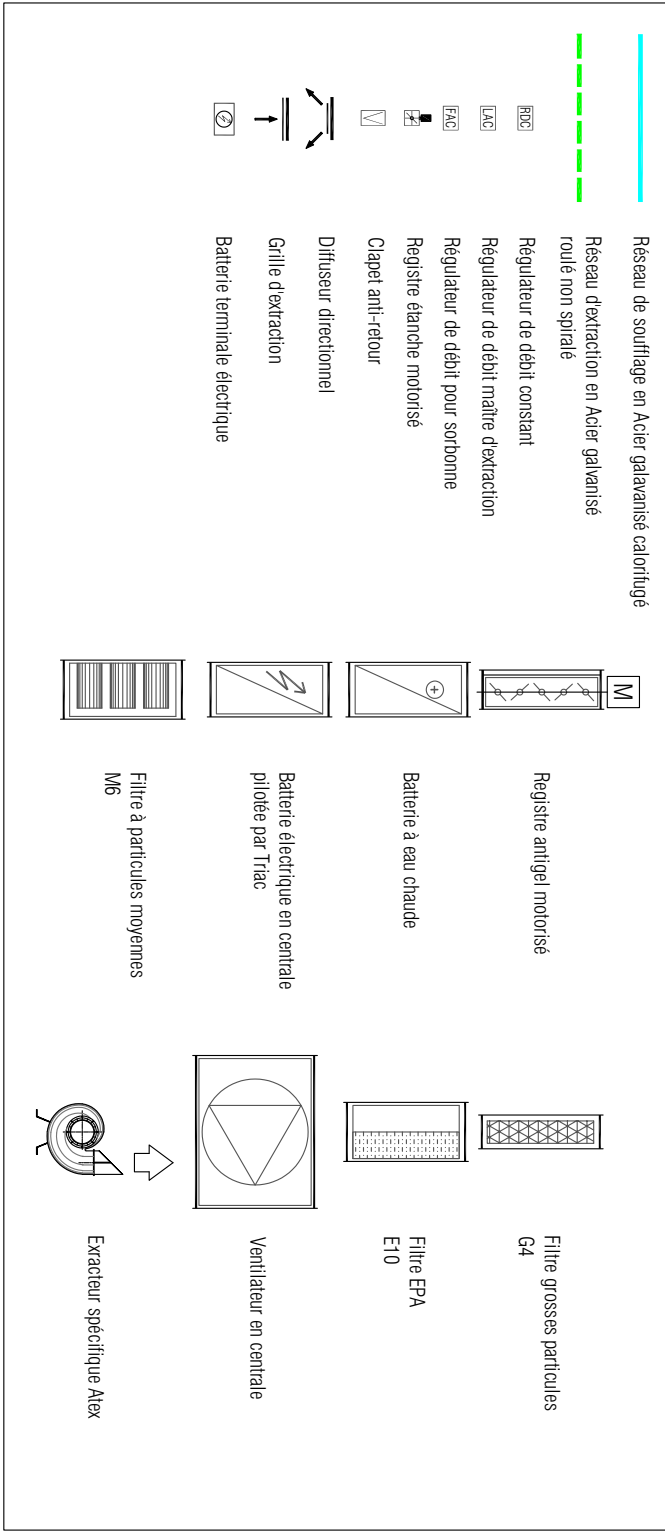 Réseau de soufflage en Acier galavanisé calorifugé
Réseau d'extraction en Acier galvanisé
roulé non spiralé
RDC
Régulateur de débit constant
LAC
Régulateur de débit maître d'extraction
FAC
Régulateur de débit pour sorbonne
Registre étanche motorisé
Clapet anti-retour
Diffuseur directionnel
Grille d'extraction
Batterie terminale électrique
M
Registre antigel motorisé
Batterie à eau chaude
Batterie électrique en centrale
pilotée par Triac
Filtre à particules moyennes
M6
Filtre grosses particules
G4
Filtre EPA
E10
Ventilateur en centrale
Exracteur spécifique Atex